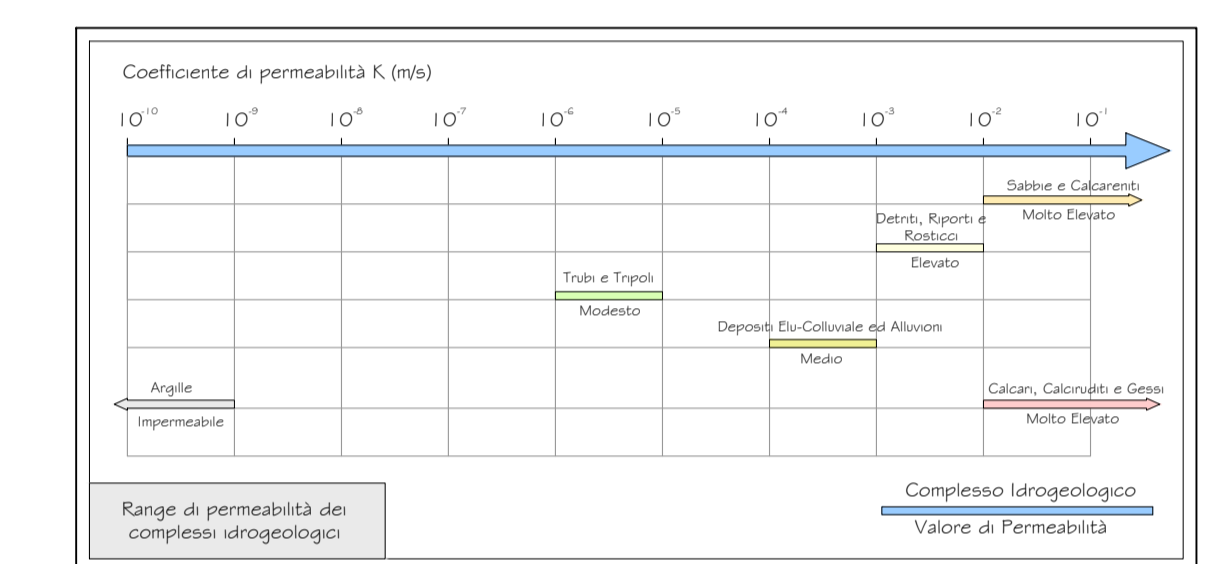 Coefficiente di permeabilità K (m/s)
10⁻¹⁰ 10⁻⁹ 10⁻⁸ 10⁻⁷ 10⁻⁶ 10⁻⁵ 10⁻⁴ 10⁻³ 10⁻² 10⁻¹
Sabbie e Calcareniti
Molto Elevato
Detriti, Riporti e
Rosticci
Elevato
Trubi e Tripoli
Modesto
Depositi Elu-Colluviale ed Alluvioni
Medio
Argille
Impermeabile
Calcari, Calciruditi e Gessi
Molto Elevato
Range di permeabilità dei
complessi idrogeologici
Complesso Idrogeologico
Valore di Permeabilità